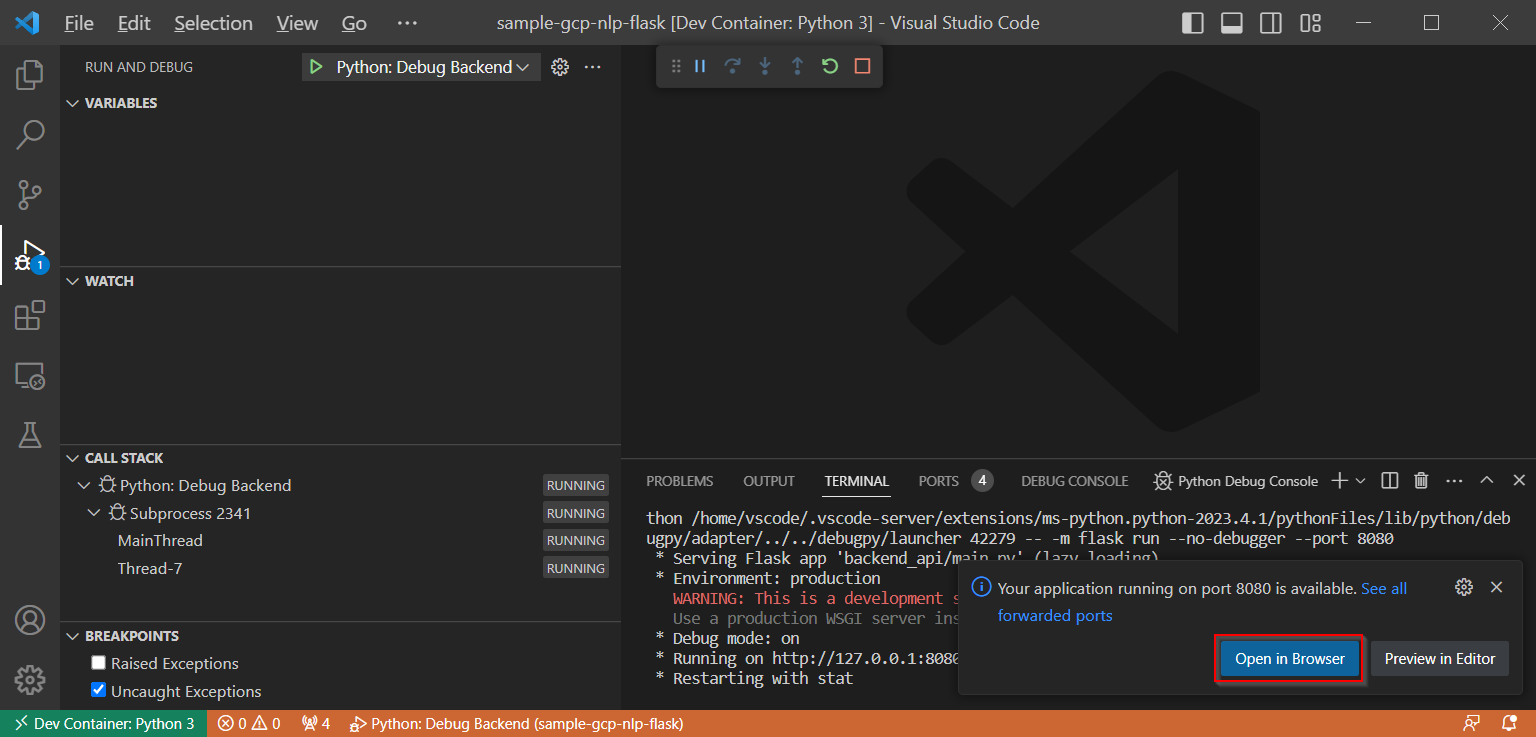 File Edit Selection View Go ··· sample-gcp-nlp-flask [Dev Container: Python 3] - Visual Studio Code
RUN AND DEBUG Python: Debug Backend
VARIABLES
1
WATCH
CALL STACK
Python: Debug Backend RUNNING
Subprocess 2341 RUNNING
MainThread RUNNING
Thread-7 RUNNING
BREAKPOINTS
Raised Exceptions
Uncaught Exceptions
PROBLEMS OUTPUT TERMINAL PORTS 4 DEBUG CONSOLE Python Debug Console
thon /home/vscode/.vscode-server/extensions/ms-python.python-2023.4.1/pythonFiles/lib/python/deb
ugpy/adapter/../../debugpy/launcher 42279 -- -m flask run --no-debugger --port 8080
* Serving Flask app 'backend_api/main.py' (lazy loading)
* Environment: production
WARNING: This is a development s
Use a production WSGI server ins
* Debug mode: on
* Running on http://127.0.0.1:8080
* Restarting with stat
Your application running on port 8080 is available. See all
forwarded ports
Open in Browser Preview in Editor
Dev Container: Python 3 0 0 4 Python: Debug Backend (sample-gcp-nlp-flask)